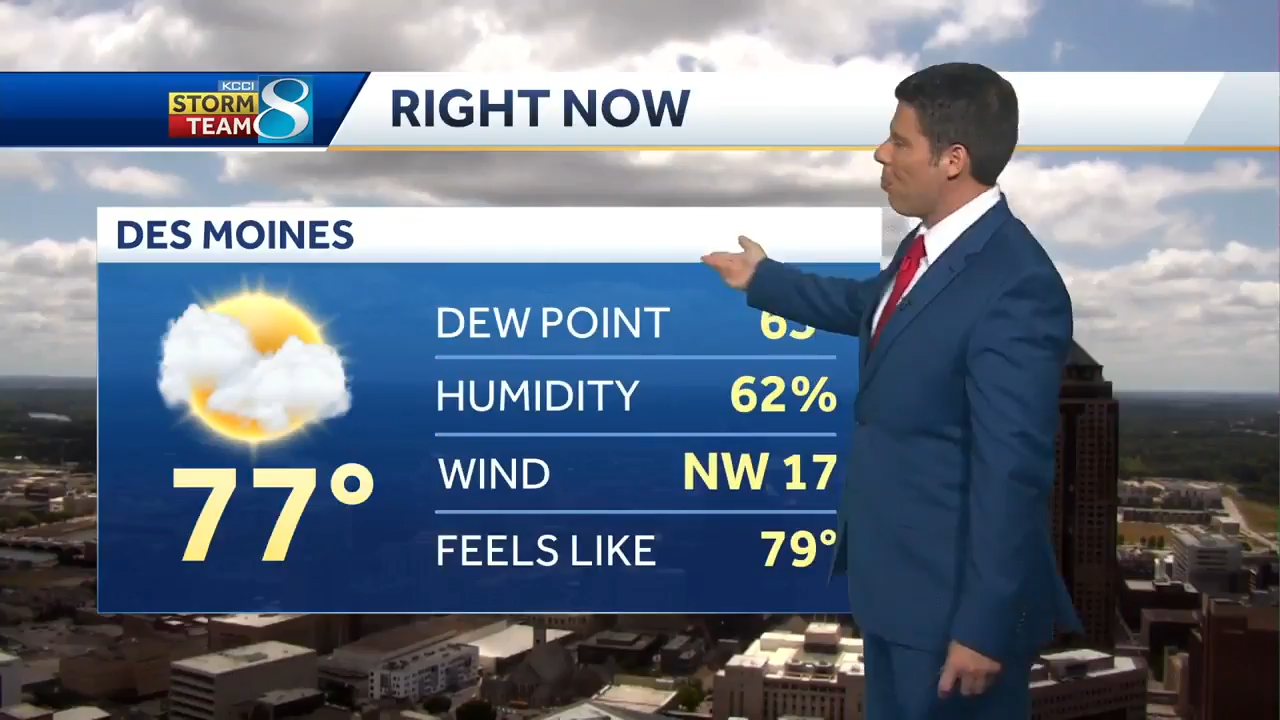 KCCI
STORM
TEAM 8
RIGHT NOW
DES MOINES
DEW POINT
HUMIDITY 62%
WIND NW 17
FEELS LIKE 79°
77°